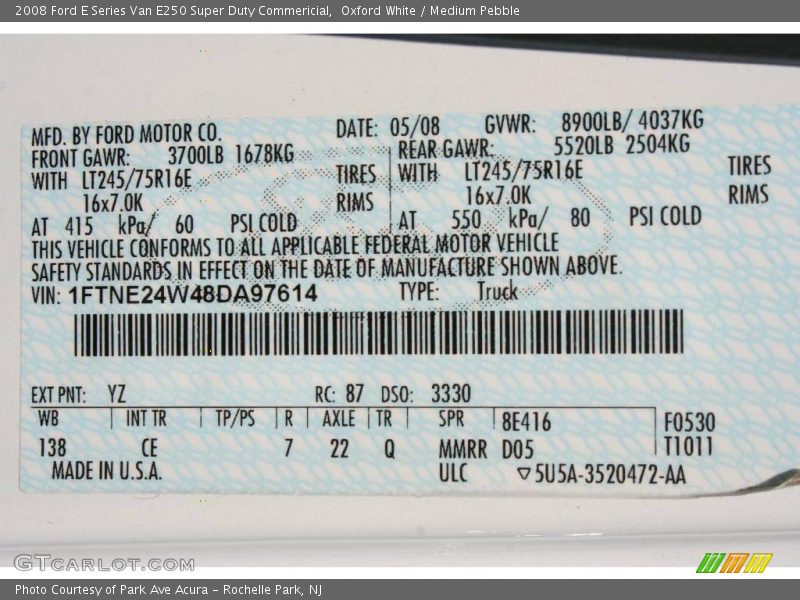 2008 Ford E Series Van E250 Super Duty Commericial, Oxford White / Medium Pebble
MFD. BY FORD MOTOR CO. DATE: 05/08 GVWR: 8900LB/ 4037KG
FRONT GAWR: 3700LB 1678KG REAR GAWR: 5520LB 2504KG
WITH LT245/75R16E TIRES WITH LT245/75R16E TIRES
16x7.0K RIMS 16x7.0K RIMS
AT 415 kPa/ 60 PSI COLD AT 550 kPa/ 80 PSI COLD
THIS VEHICLE CONFORMS TO ALL APPLICABLE FEDERAL MOTOR VEHICLE
SAFETY STANDARDS IN EFFECT ON THE DATE OF MANUFACTURE SHOWN ABOVE.
VIN: 1FTNE24W48DA97614 TYPE: Truck
EXT PNT: YZ RC: 87 DSO: 3330
WB INT TR TP/PS R AXLE TR SPR 8E416 F0530
138 CE 7 22 Q MMRR D05 T1011
MADE IN U.S.A. ULC ▽5U5A-3520472-AA
GTCARLOT.COM
Photo Courtesy of Park Ave Acura - Rochelle Park, NJ